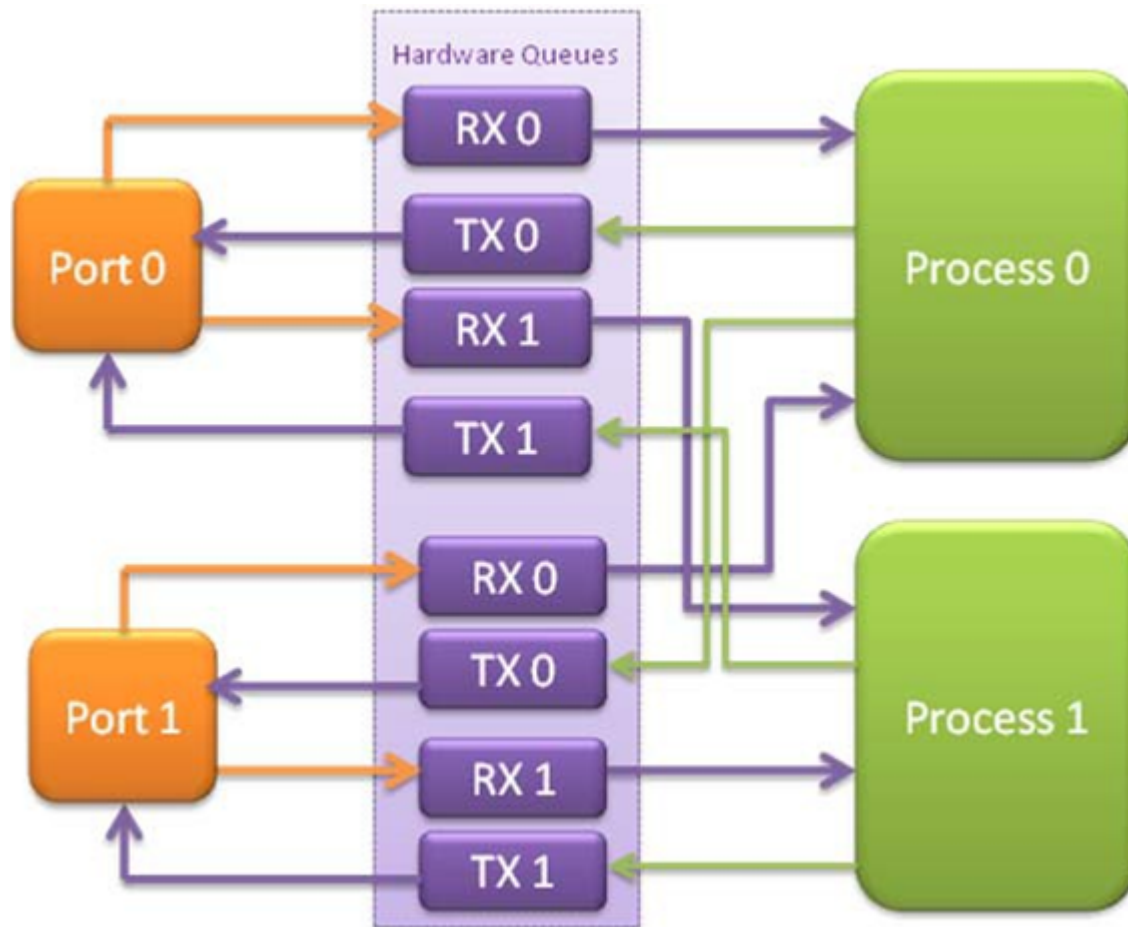 Hardware Queues
RX 0
TX 0
RX 1
TX 1
Port 0
Process 0
RX 0
TX 0
RX 1
TX 1
Port 1
Process 1